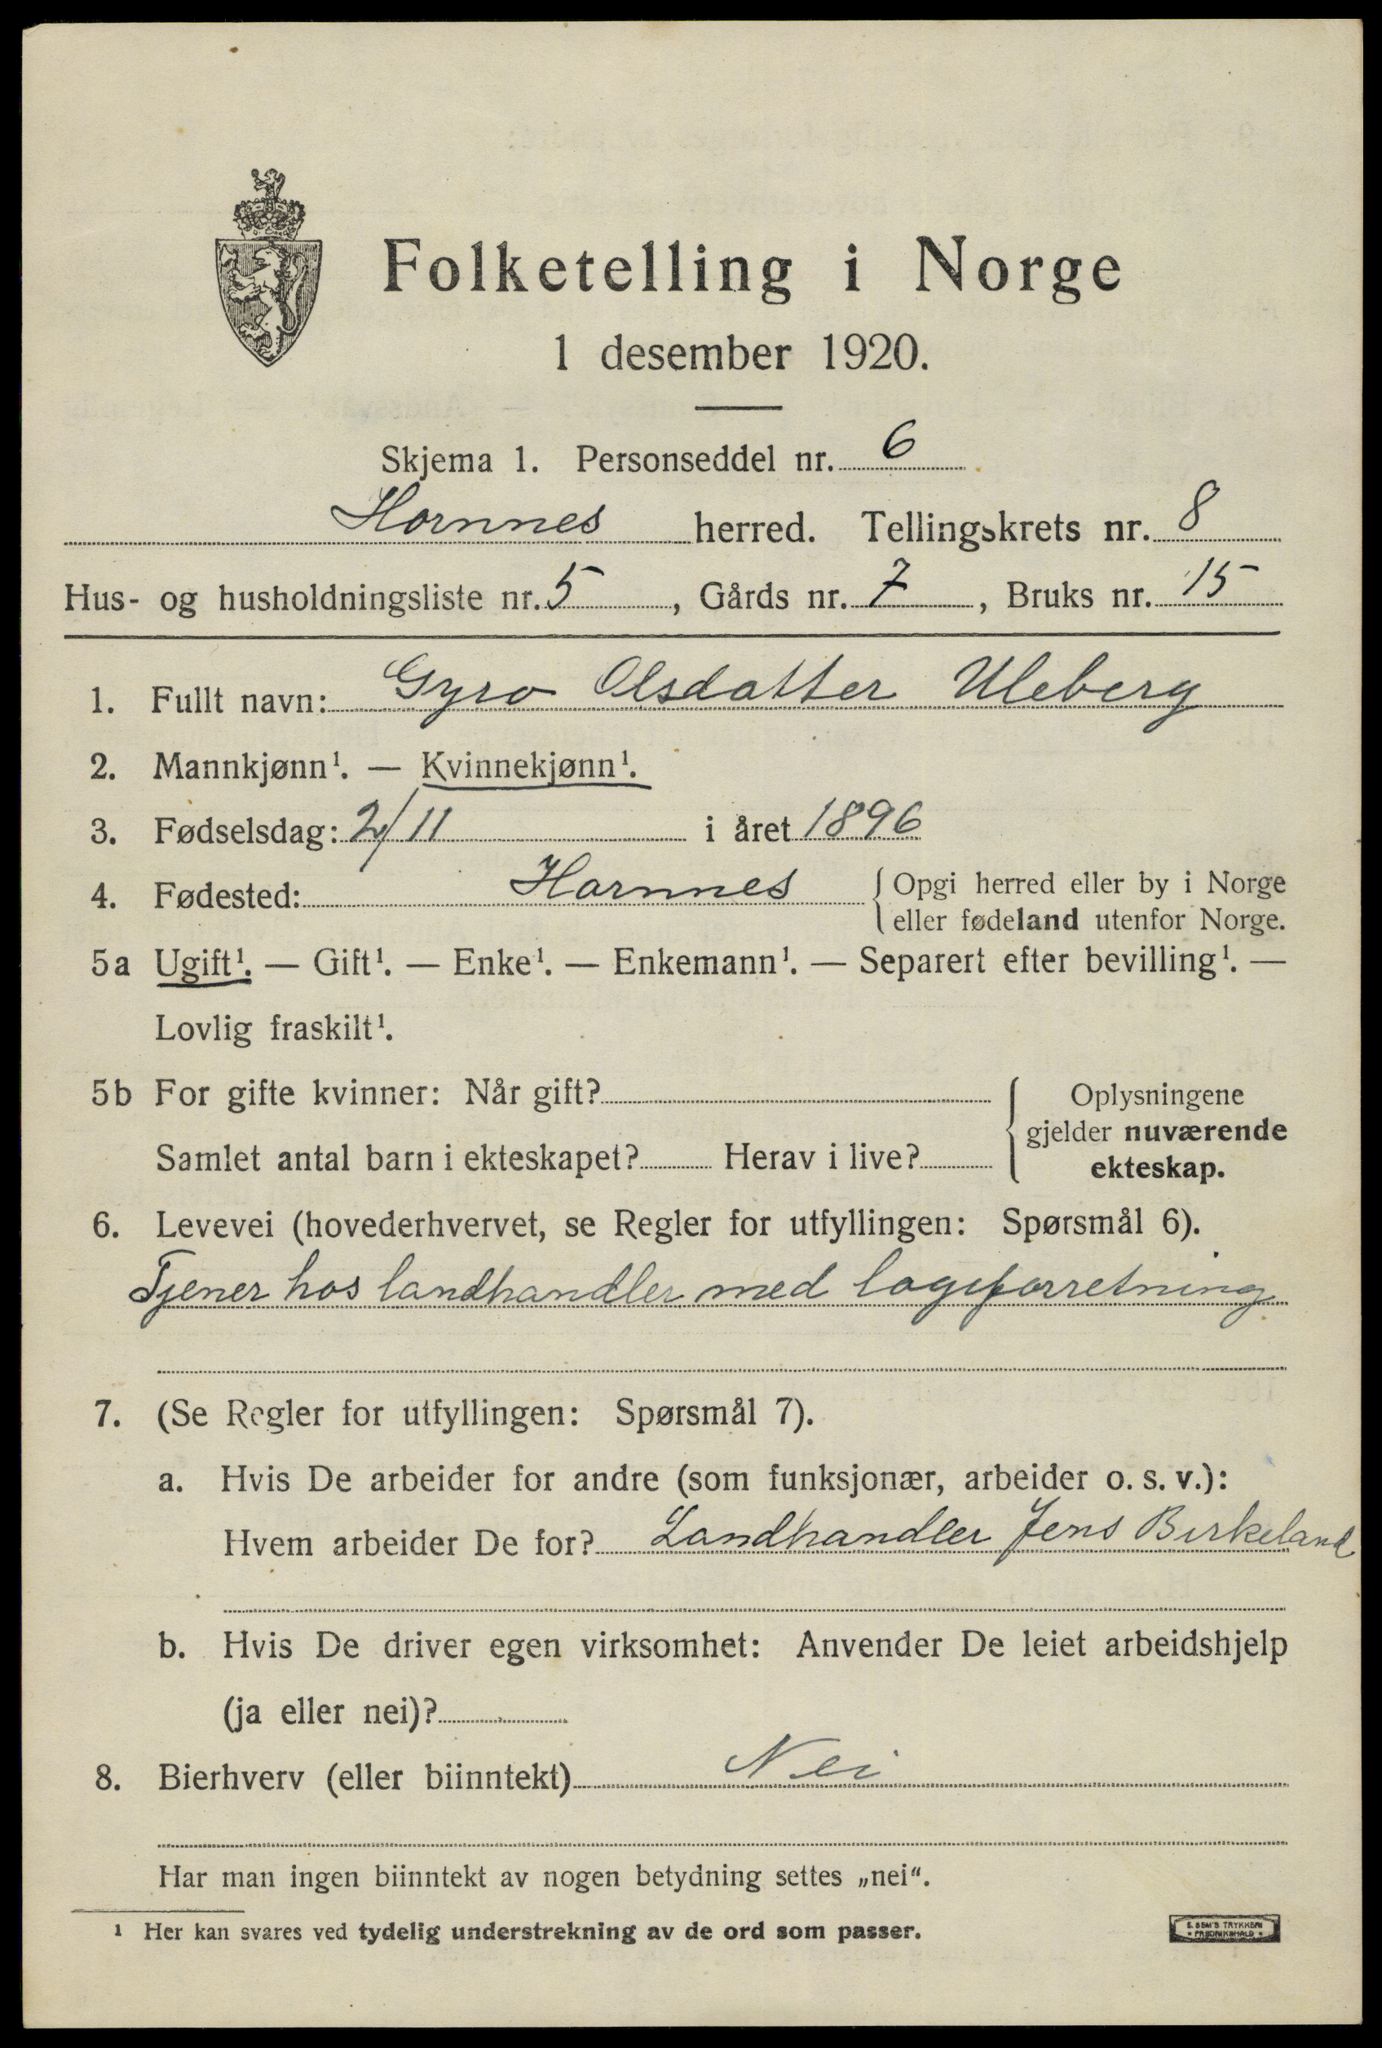 Folketelling i Norge
1 desember 1920.
Skjema 1. Personseddel nr. 6
Hornnes herred. Tellingskrets nr. 8
Hus- og husholdningsliste nr. 5, Gårds nr. 7, Bruks nr. 15
1. Fullt navn: Gyro Olsdatter Uleberg
2. Mannkjønn¹. — Kvinnekjønn¹.
3. Fødselsdag: 2/11 i året 1896
4. Fødested: Hornnes { Opgi herred eller by i Norge
eller fødeland utenfor Norge.
5a Ugift¹. — Gift¹. — Enke¹. — Enkemann¹. — Separert efter bevilling¹. —
Lovlig fraskilt¹.
5b For gifte kvinner: Når gift? { Oplysningene
gjelder nuværende
Samlet antal barn i ekteskapet? Herav i live? ekteskap.
6. Levevei (hovederhvervet, se Regler for utfyllingen: Spørsmål 6).
Tjener hos landhandler med logiforretning
7. (Se Regler for utfyllingen: Spørsmål 7).
a. Hvis De arbeider for andre (som funksjonær, arbeider o. s. v.):
Hvem arbeider De for? Landhandler Jens Birkeland
b. Hvis De driver egen virksomhet: Anvender De leiet arbeidshjelp
(ja eller nei)?
8. Bierhverv (eller biinntekt) Nei
Har man ingen biinntekt av nogen betydning settes „nei“.
¹ Her kan svares ved tydelig understrekning av de ord som passer.
E. SEM'S TRYKKERI
• FREDRIKSHALD •